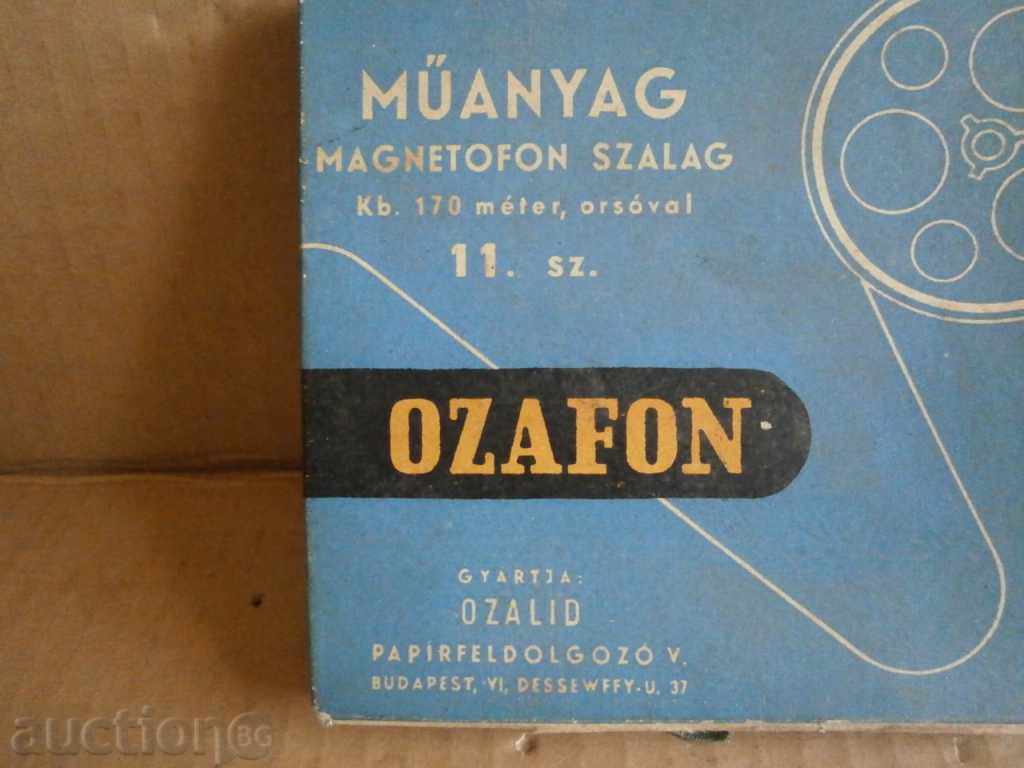 MŰANYAG
MAGNETOFON SZALAG
Kb. 170 méter, orsóval
11. sz.
OZAFON
GYARTJA:
OZALID
PAPÍRFELDOLGOZÓ V.
BUDAPEST, VI, DESSEWFFY-U. 37
auction BG